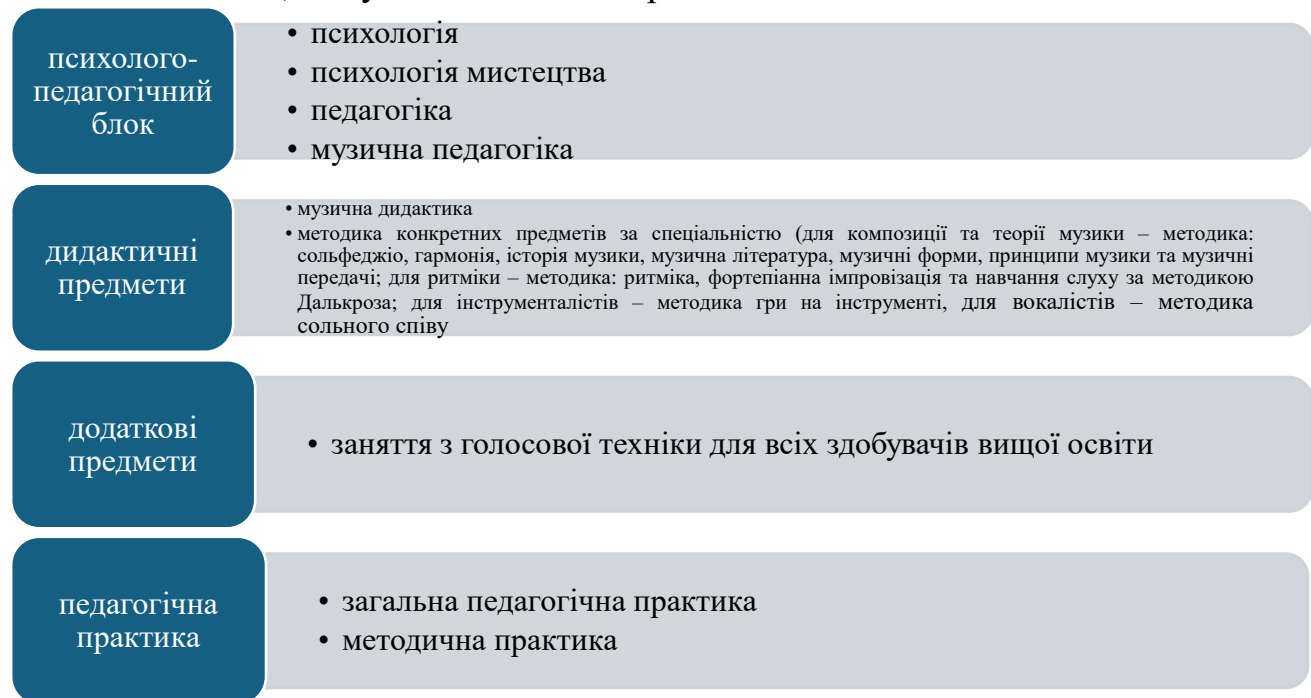 психолого-
педагогічний
блок
• психологія
• психологія мистецтва
• педагогіка
• музична педагогіка
дидактичні
предмети
• музична дидактика
• методика конкретних предметів за спеціальністю (для композиції та теорії музики – методика:
сольфеджіо, гармонія, історія музики, музична література, музичні форми, принципи музики та музичні
передачі; для ритміки – методика: ритміка, фортепіанна імпровізація та навчання слуху за методикою
Далькроза; для інструменталістів – методика гри на інструменті, для вокалістів – методика
сольного співу
додаткові
предмети
• заняття з голосової техніки для всіх здобувачів вищої освіти
педагогічна
практика
• загальна педагогічна практика
• методична практика